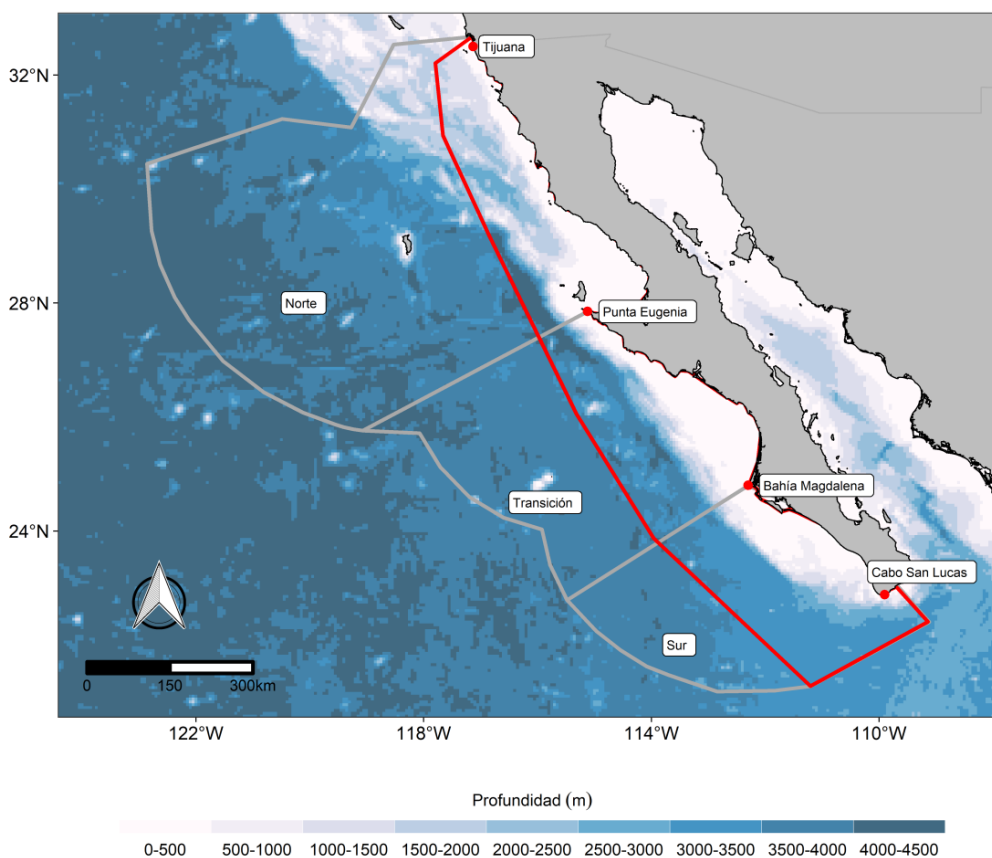 Tijuana
32°N
Norte
28°N
Punta Eugenia
Bahía Magdalena
Transición
24°N
Cabo San Lucas
Sur
0 150 300km
122°W 118°W 114°W 110°W
Profundidad (m)
0-500 500-1000 1000-1500 1500-2000 2000-2500 2500-3000 3000-3500 3500-4000 4000-4500